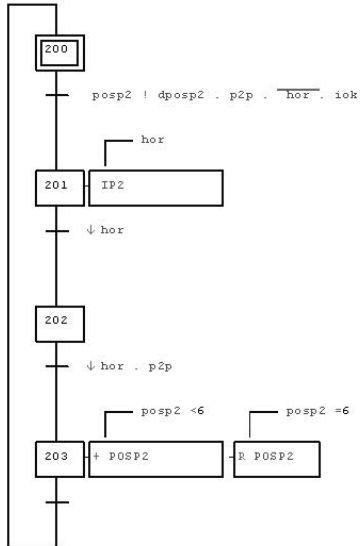 200
posp2 ! dposp2 . p2p . hor . iok
hor
201 IP2
↓ hor
202
↓ hor . p2p
posp2 <6 posp2 =6
203 + POSP2 R POSP2